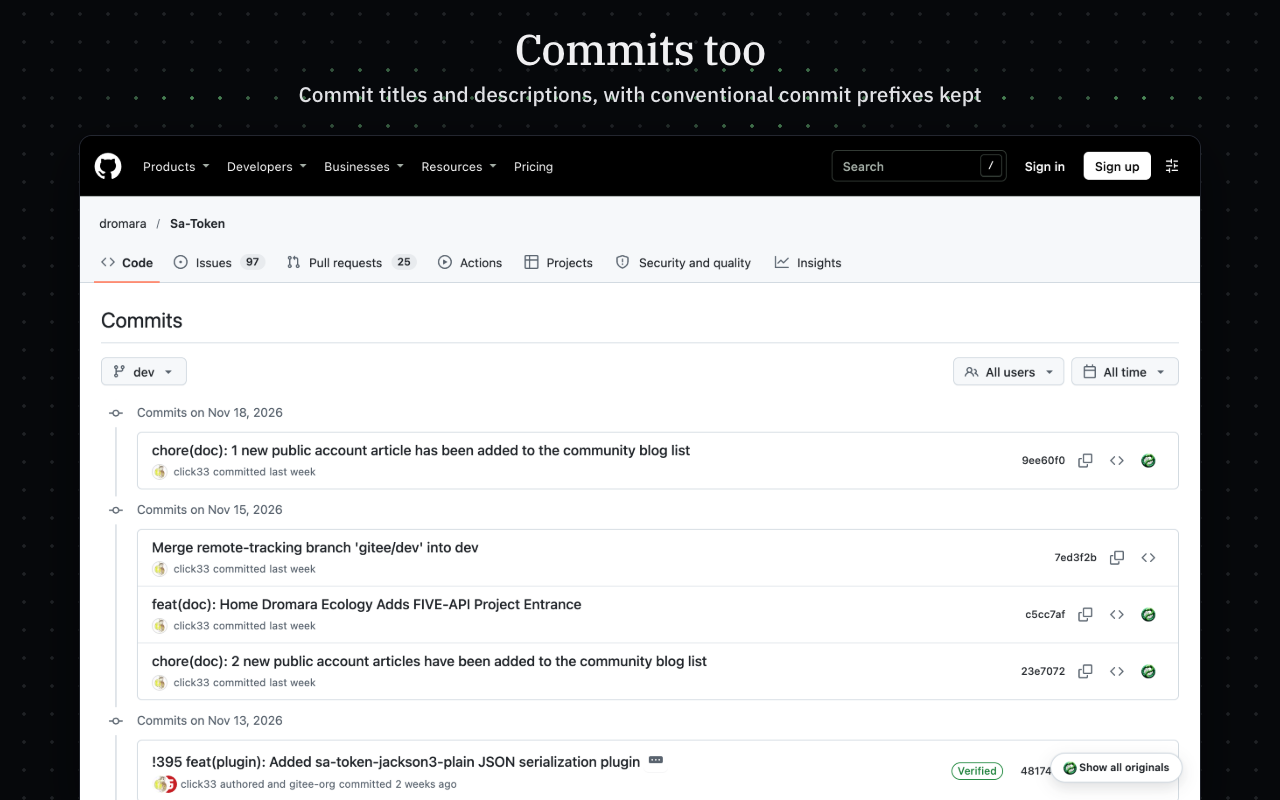 Commits too
Commit titles and descriptions, with conventional commit prefixes kept
Products Developers Businesses Resources Pricing Search / Sign in Sign up
dromara / Sa-Token
Code Issues 97 Pull requests 25 Actions Projects Security and quality Insights
Commits
dev All users All time
Commits on Nov 18, 2026
chore(doc): 1 new public account article has been added to the community blog list
click33 committed last week
9ee60f0
Commits on Nov 15, 2026
Merge remote-tracking branch 'gitee/dev' into dev
click33 committed last week
7ed3f2b
feat(doc): Home Dromara Ecology Adds FIVE-API Project Entrance
click33 committed last week
c5cc7af
chore(doc): 2 new public account articles have been added to the community blog list
click33 committed last week
23e7072
Commits on Nov 13, 2026
!395 feat(plugin): Added sa-token-jackson3-plain JSON serialization plugin
click33 authored and gitee-org committed 2 weeks ago
Verified 48174
Show all originals